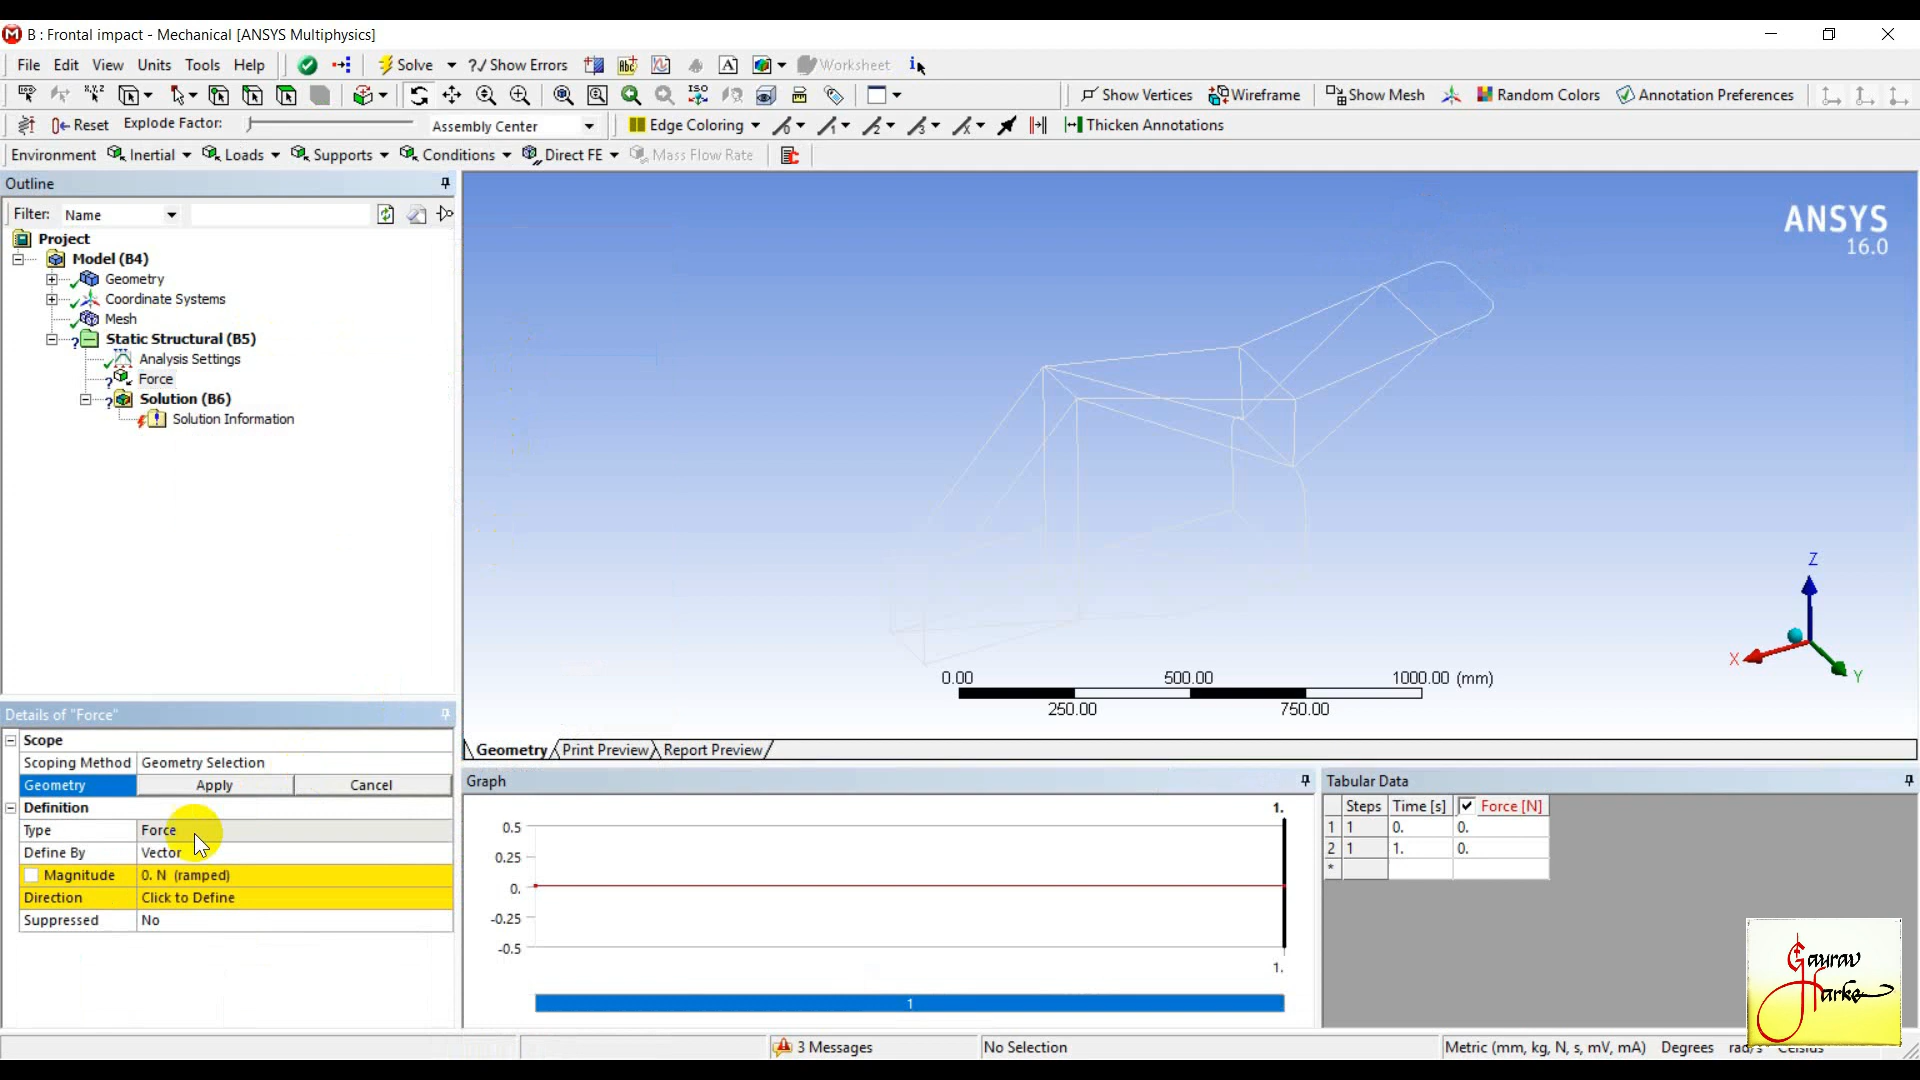 B : Frontal impact - Mechanical [ANSYS Multiphysics]
File Edit View Units Tools Help Solve ?/ Show Errors Worksheet
Show Vertices Wireframe Show Mesh Random Colors Annotation Preferences
Reset Explode Factor: Assembly Center Edge Coloring Thicken Annotations
Environment Inertial Loads Supports Conditions Direct FE Mass Flow Rate
Outline
Filter: Name
Project
Model (B4)
Geometry
Coordinate Systems
Mesh
Static Structural (B5)
Analysis Settings
Force
Solution (B6)
Solution Information
ANSYS
16.0
Z
X
Y
0.00 500.00 1000.00 (mm)
250.00 750.00
Geometry Print Preview Report Preview
Details of "Force"
Scope
Scoping Method Geometry Selection
Geometry Apply Cancel
Definition
Type Force
Define By Vector
Magnitude 0. N (ramped)
Direction Click to Define
Suppressed No
Graph
1.
0.5
0.25
0.
-0.25
-0.5
1.
1
Tabular Data
Steps Time [s] Force [N]
1 1 0. 0.
2 1 1. 0.
*
Gaurav
Harke
3 Messages No Selection Metric (mm, kg, N, s, mV, mA) Degrees rad/s Celsius